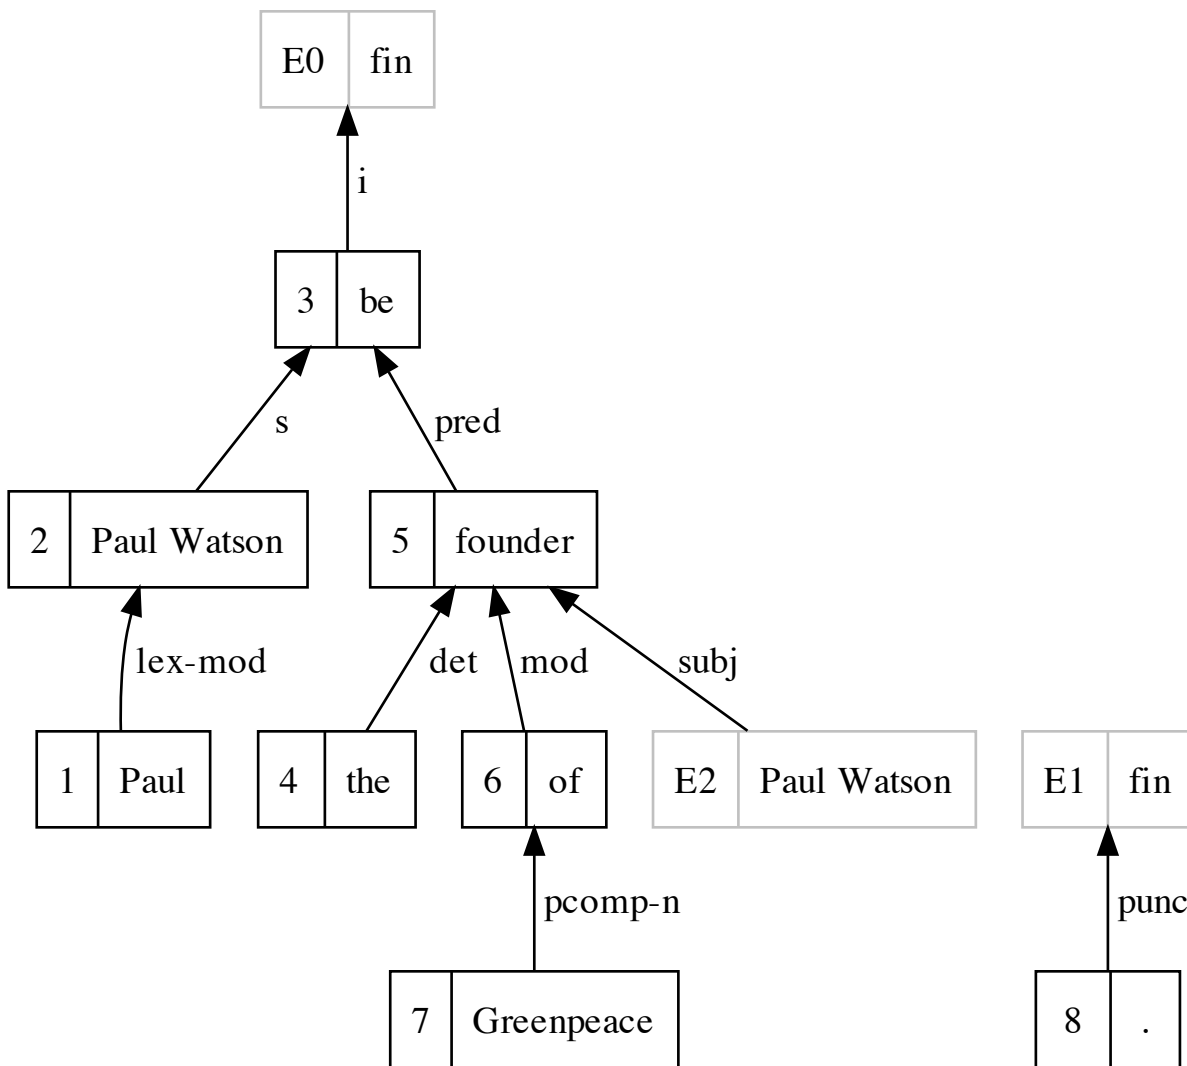 E0 fin
i
3 be
s pred
2 Paul Watson 5 founder
lex-mod det mod subj
1 Paul 4 the 6 of E2 Paul Watson E1 fin
pcomp-n punc
7 Greenpeace 8 .